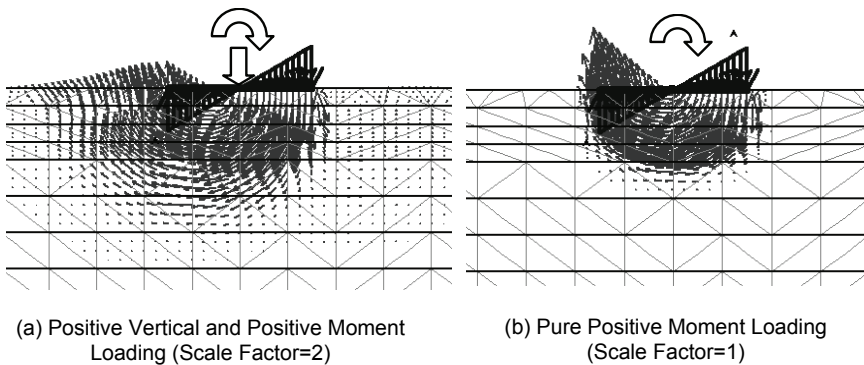 (a) Positive Vertical and Positive Moment
Loading (Scale Factor=2)
(b) Pure Positive Moment Loading
(Scale Factor=1)